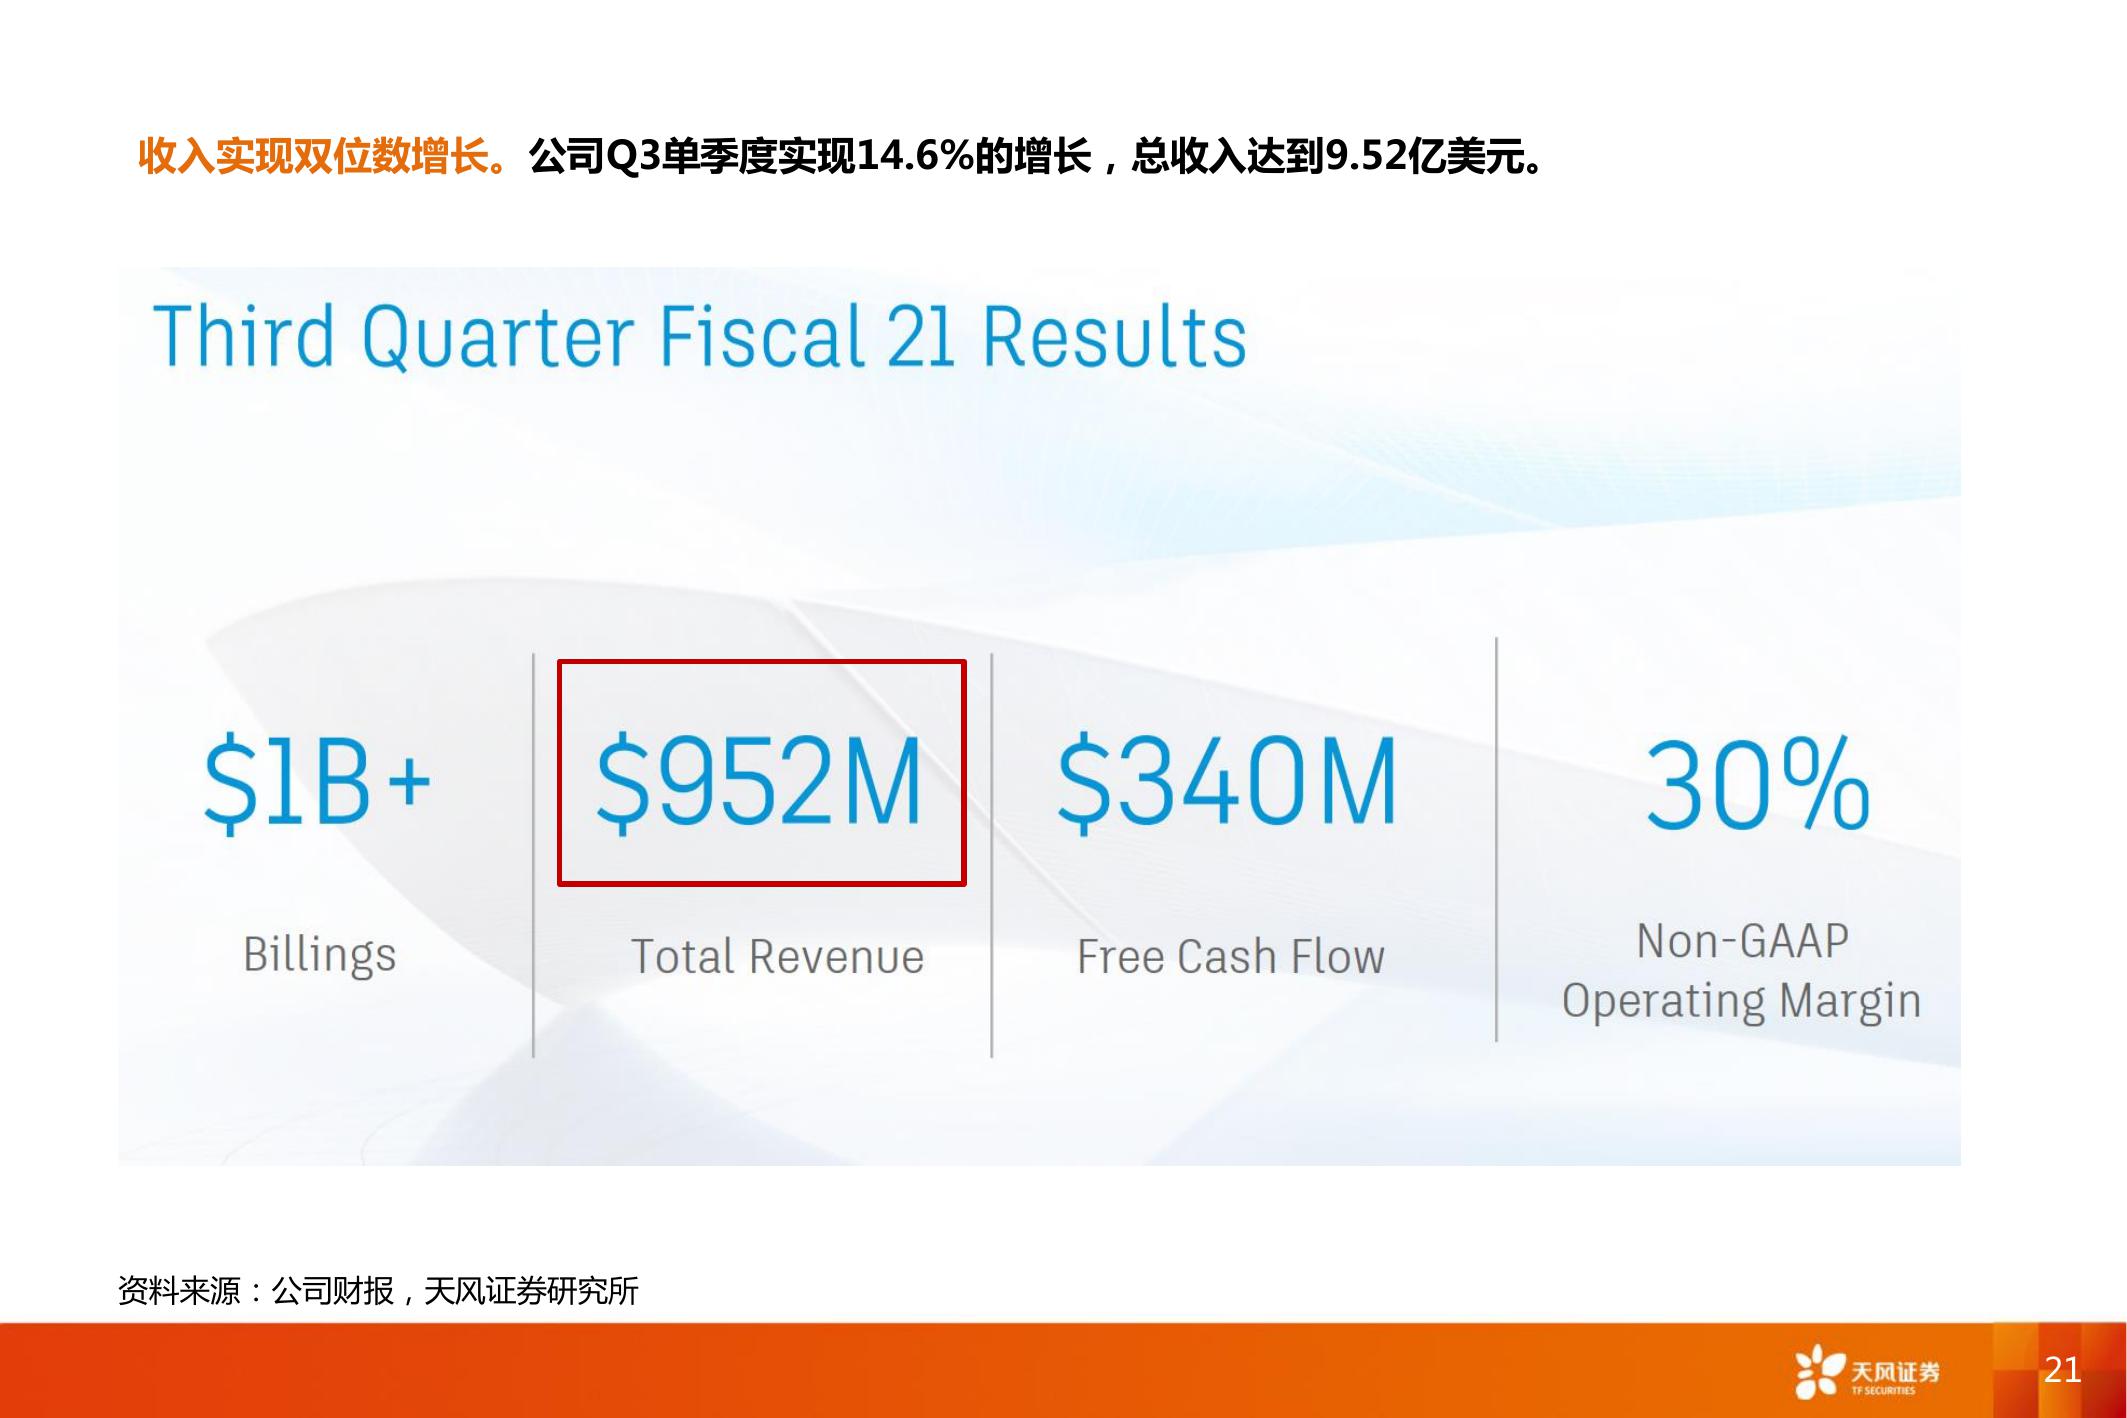 收入实现双位数增长。公司Q3单季度实现14.6%的增长，总收入达到9.52亿美元。
Third Quarter Fiscal 21 Results
$1B+
Billings
$952M
Total Revenue
$340M
Free Cash Flow
30%
Non-GAAP
Operating Margin
资料来源：公司财报，天风证券研究所
天风证券
TF SECURITIES
21